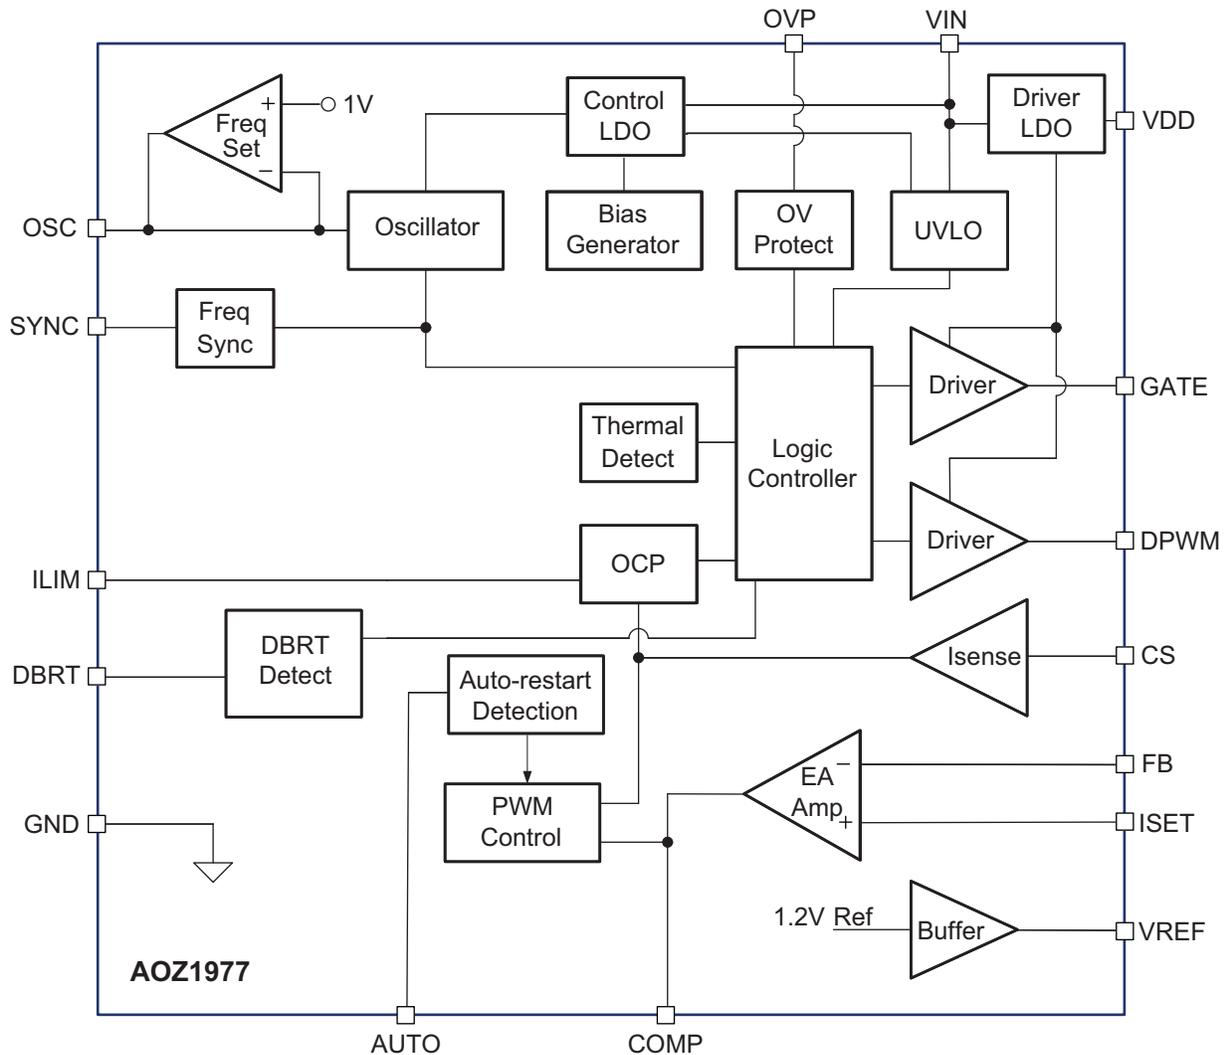 OVP
VIN
+
1V
Freq
Set
−
Control
LDO
Driver
LDO
VDD
OSC
Oscillator
Bias
Generator
OV
Protect
UVLO
SYNC
Freq
Sync
Driver
GATE
Thermal
Detect
Logic
Controller
Driver
DPWM
ILIM
OCP
DBRT
DBRT
Detect
Isense
CS
Auto-restart
Detection
EA
Amp
−
+
FB
ISET
PWM
Control
GND
1.2V Ref
Buffer
VREF
AOZ1977
AUTO
COMP